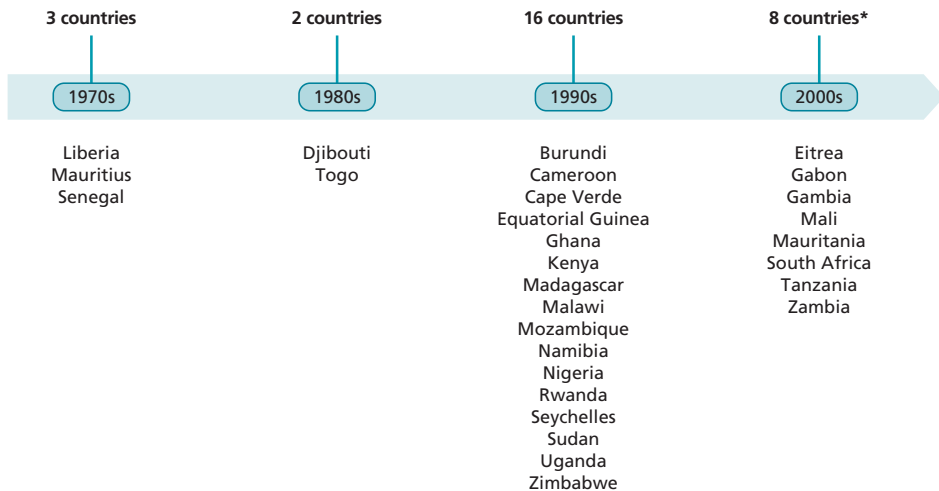 3 countries
2 countries
16 countries
8 countries*
1970s
1980s
1990s
2000s
Liberia
Mauritius
Senegal
Djibouti
Togo
Burundi
Cameroon
Cape Verde
Equatorial Guinea
Ghana
Kenya
Madagascar
Malawi
Mozambique
Namibia
Nigeria
Rwanda
Seychelles
Sudan
Uganda
Zimbabwe
Eitrea
Gabon
Gambia
Mali
Mauritania
South Africa
Tanzania
Zambia